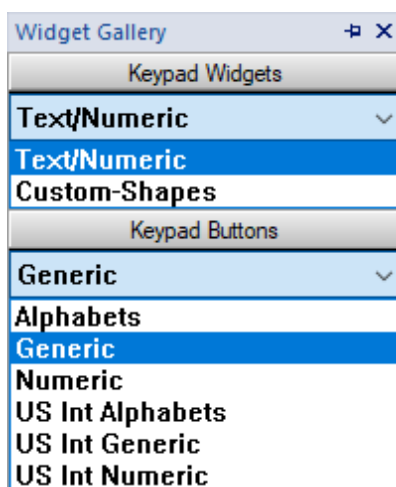 Widget Gallery
Keypad Widgets
Text/Numeric
Text/Numeric
Custom-Shapes
Keypad Buttons
Generic
Alphabets
Generic
Numeric
US Int Alphabets
US Int Generic
US Int Numeric